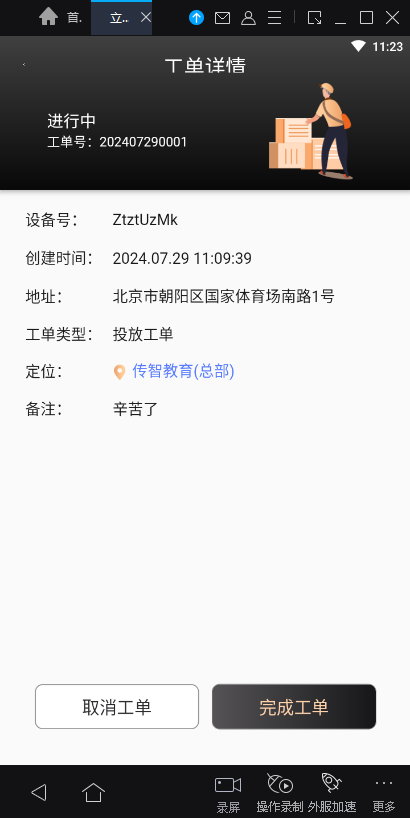 首.
立..
11:23
工单详情
进行中
工单号：202407290001
设备号： ZtztUzMk
创建时间： 2024.07.29 11:09:39
地址： 北京市朝阳区国家体育场南路1号
工单类型： 投放工单
定位： 传智教育(总部)
备注： 辛苦了
取消工单 完成工单
录屏 操作录制 外服加速 更多